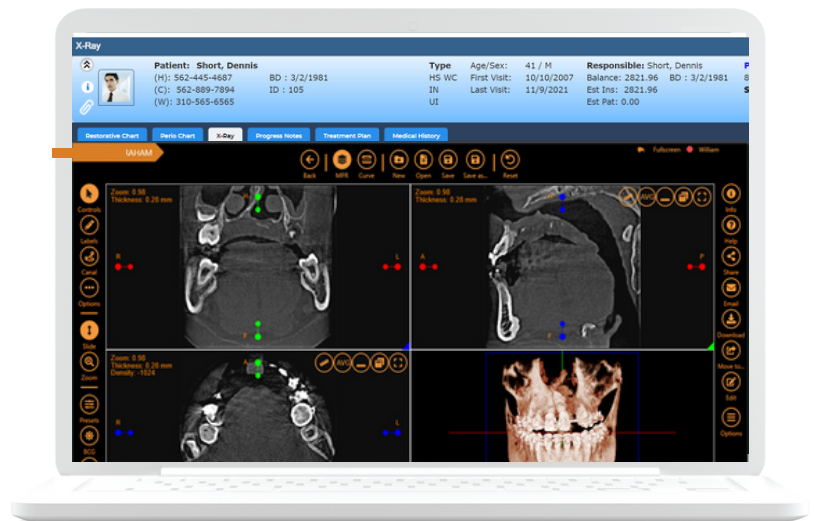 X-Ray
Patient: Short, Dennis
(H): 562-445-4687 BD : 3/2/1981
(C): 562-889-7894 ID : 105
(W): 310-565-6565
Type Age/Sex: 41 / M
HS WC First Visit: 10/10/2007
IN Last Visit: 11/9/2021
UI
Responsible: Short, Dennis
Balance: 2821.96 BD : 3/2/1981
Est Ins: 2821.96
Est Pat: 0.00
Restorative Chart Perio Chart X-Ray Progress Notes Treatment Plan Medical History
IAHAM
Back MPR Curve New Open Save Save as... Reset
Fullscreen William
Controls
Labels
Canal
Options
Slide
Zoom
Presets
BCG
Zoom: 0.98
Thickness: 0.28 mm
H
R L
F
Zoom: 0.98
Thickness: 0.28 mm
AVG
H
A P
F
Zoom: 0.98
Thickness: 0.28 mm
Density: -1024
A
AVG
R L
Info
Help
Share
Email
Download
Move to...
Edit
Options